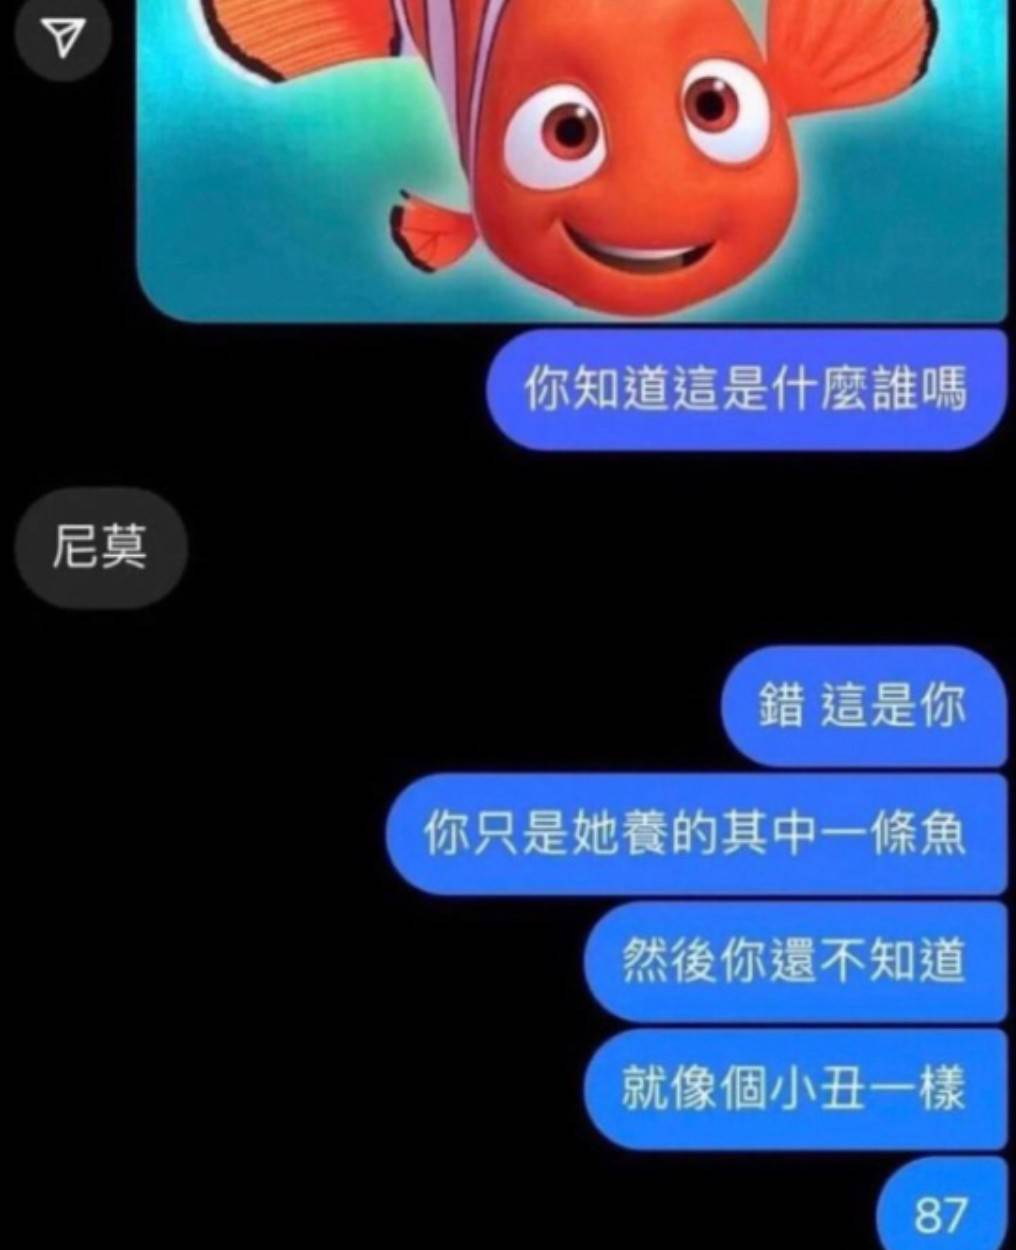 你知道這是什麼誰嗎
尼莫
錯 這是你
你只是她養的其中一條魚
然後你還不知道
就像個小丑一樣
87